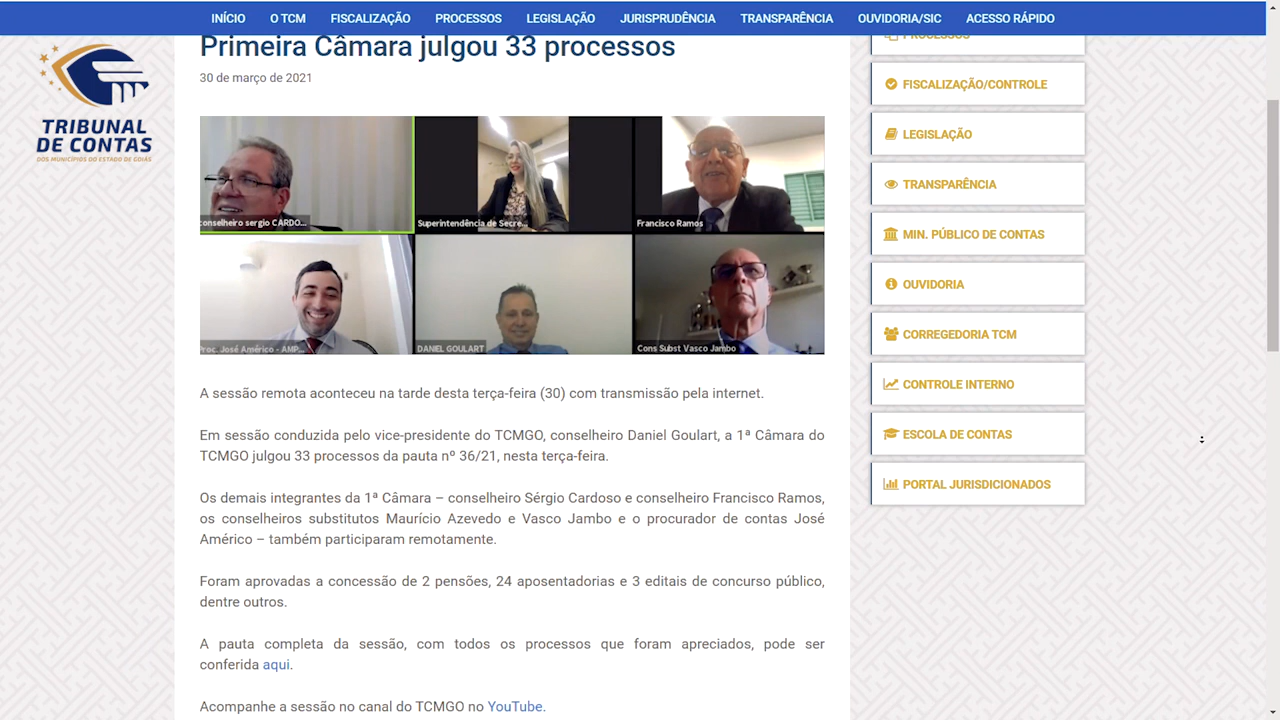 INÍCIO O TCM FISCALIZAÇÃO PROCESSOS LEGISLAÇÃO JURISPRUDÊNCIA TRANSPARÊNCIA OUVIDORIA/SIC ACESSO RÁPIDO
TRIBUNAL
DE CONTAS
DOS MUNICÍPIOS DO ESTADO DE GOIÁS
Primeira Câmara julgou 33 processos
30 de março de 2021
conselheiro sergio CARDO...
Superintendência de Secre...
Francisco Ramos
Proc. José Américo - AMP...
DANIEL GOULART
Cons Subst Vasco Jambo
A sessão remota aconteceu na tarde desta terça-feira (30) com transmissão pela internet.
Em sessão conduzida pelo vice-presidente do TCMGO, conselheiro Daniel Goulart, a 1ª Câmara do
TCMGO julgou 33 processos da pauta nº 36/21, nesta terça-feira.
Os demais integrantes da 1ª Câmara – conselheiro Sérgio Cardoso e conselheiro Francisco Ramos,
os conselheiros substitutos Maurício Azevedo e Vasco Jambo e o procurador de contas José
Américo – também participaram remotamente.
Foram aprovadas a concessão de 2 pensões, 24 aposentadorias e 3 editais de concurso público,
dentre outros.
A pauta completa da sessão, com todos os processos que foram apreciados, pode ser
conferida aqui.
Acompanhe a sessão no canal do TCMGO no YouTube.
PROCESSOS
FISCALIZAÇÃO/CONTROLE
LEGISLAÇÃO
TRANSPARÊNCIA
MIN. PÚBLICO DE CONTAS
OUVIDORIA
CORREGEDORIA TCM
CONTROLE INTERNO
ESCOLA DE CONTAS
PORTAL JURISDICIONADOS